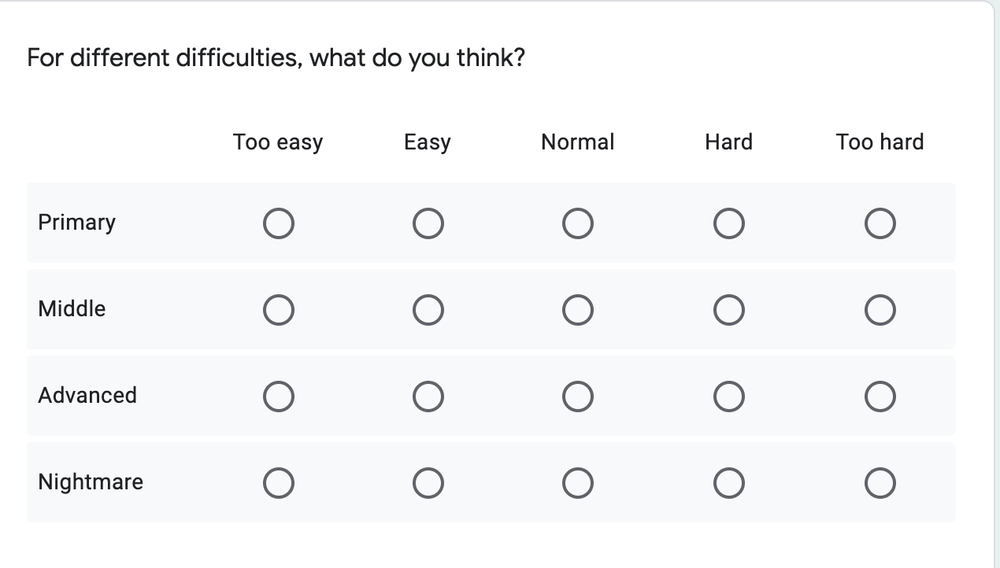 For different difficulties, what do you think?
Too easy Easy Normal Hard Too hard
Primary
Middle
Advanced
Nightmare